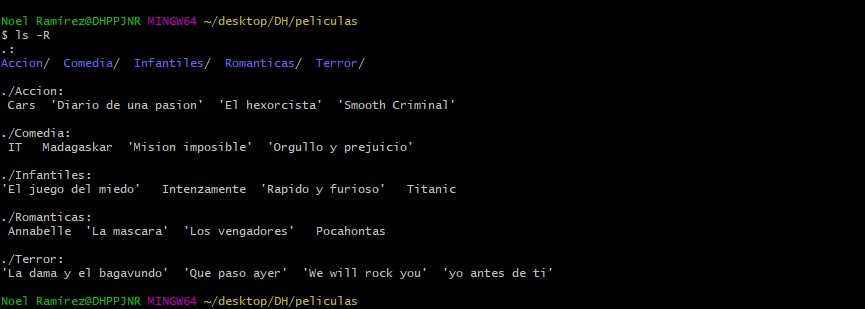 Noel Ramírez@DHPPJNR MINGW64 ~/desktop/DH/peliculas
$ ls -R
.:
Accion/  Comedia/  Infantiles/  Romanticas/  Terror/
./Accion:
 Cars  'Diario de una pasion'  'El hexorcista'  'Smooth Criminal'
./Comedia:
 IT   Madagaskar  'Mision imposible'  'Orgullo y prejuicio'
./Infantiles:
'El juego del miedo'   Intenzamente  'Rapido y furioso'   Titanic
./Romanticas:
 Annabelle  'La mascara'  'Los vengadores'   Pocahontas
./Terror:
'La dama y el bagavundo'  'Que paso ayer'  'We will rock you'  'yo antes de ti'
Noel Ramírez@DHPPJNR MINGW64 ~/desktop/DH/peliculas